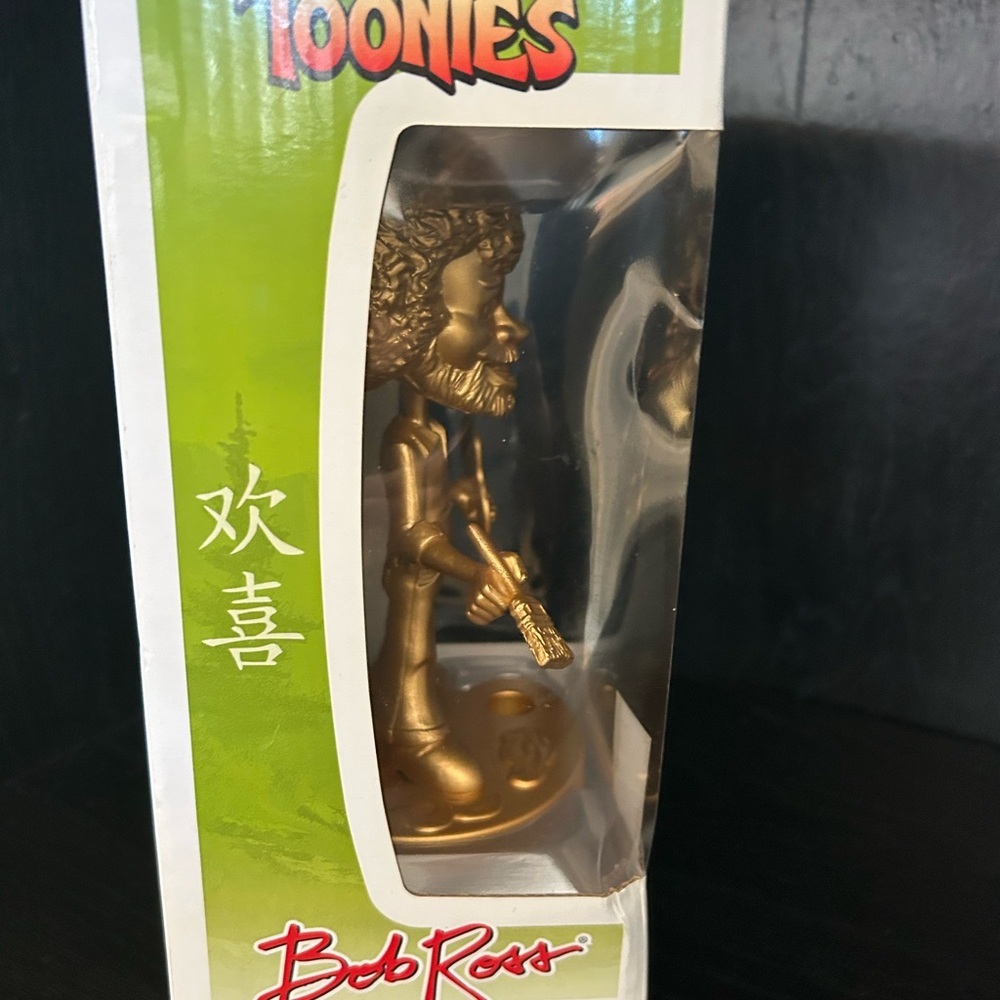 TOONIES
欢
喜
Bob Ross®